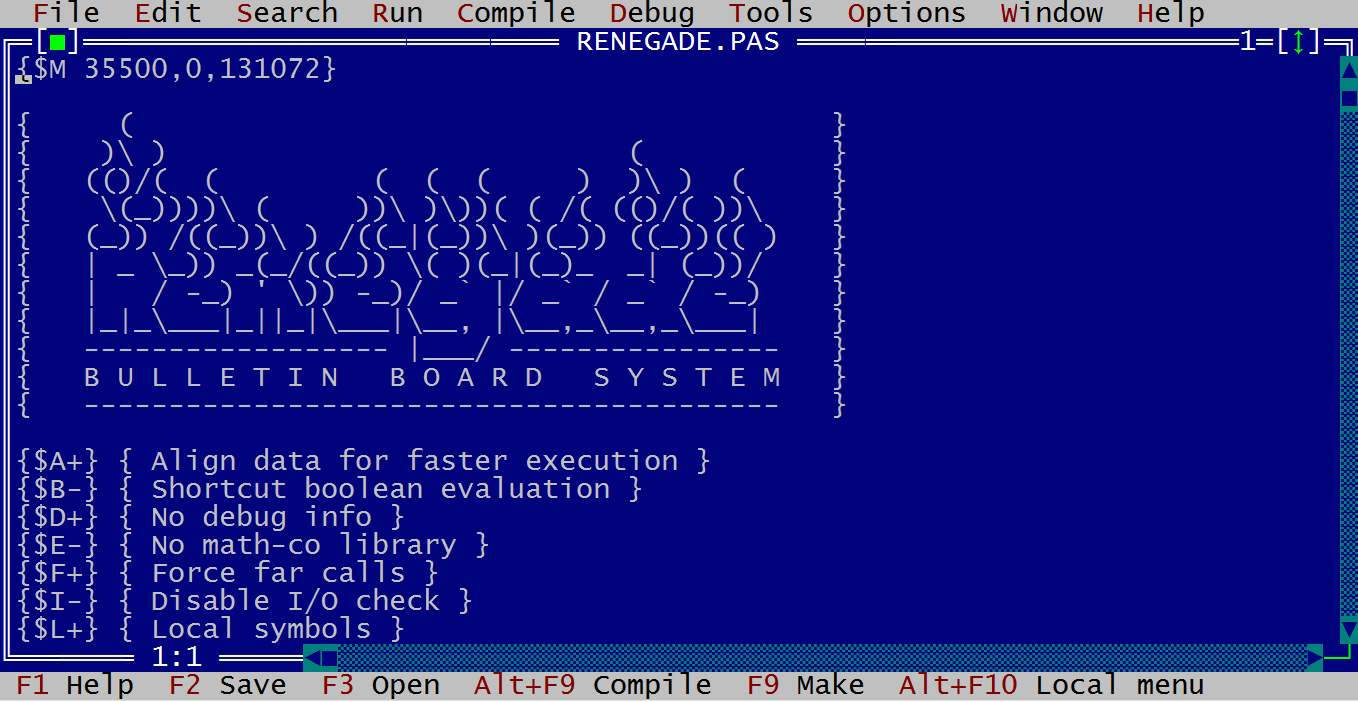 File Edit Search Run Compile Debug Tools Options Window Help
[■] RENEGADE.PAS 1=[↕]
{$M 35500,0,131072}
{     (                                          }
{    )\ )                            (           }
{   (()/(  (         (  (  (     )  )\ )  (      }
{    \(_))))\ (     ))\ )\))( ( /( (()/( ))\     }
{   (_)) /((_))\ ) /((_|(_))\ )(_)) ((_))(( )    }
{   | _ \_)) _(_/((_)) \( )(_|(_)_  _| (_))/     }
{   |   / -_) ' \)) -_)/ _` |/ _` / _` / -_)     }
{   |_|_\___|_||_|\___|\__, |\__,_\__,_\___|     }
{   ------------------ |___/ ----------------    }
{   B U L L E T I N   B O A R D   S Y S T E M    }
{   -----------------------------------------    }
{$A+} { Align data for faster execution }
{$B-} { Shortcut boolean evaluation }
{$D+} { No debug info }
{$E-} { No math-co library }
{$F+} { Force far calls }
{$I-} { Disable I/O check }
{$L+} { Local symbols }
1:1
F1 Help F2 Save F3 Open Alt+F9 Compile F9 Make Alt+F10 Local menu